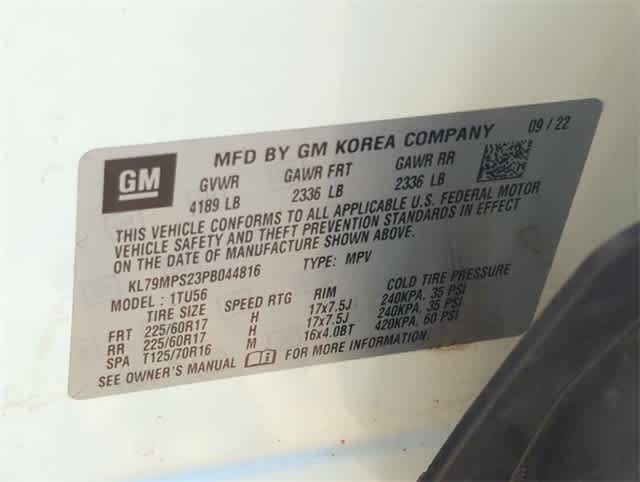 GM MFD BY GM KOREA COMPANY 09 / 22
GVWR GAWR FRT GAWR RR
4189 LB 2336 LB 2336 LB
THIS VEHICLE CONFORMS TO ALL APPLICABLE U.S. FEDERAL MOTOR
VEHICLE SAFETY AND THEFT PREVENTION STANDARDS IN EFFECT
ON THE DATE OF MANUFACTURE SHOWN ABOVE.
KL79MPS23PB044816 TYPE: MPV
MODEL : 1TU56
TIRE SIZE SPEED RTG RIM COLD TIRE PRESSURE
FRT 225/60R17 H 17x7.5J 240KPA, 35 PSI
RR 225/60R17 H 17x7.5J 240KPA, 35 PSI
SPA T125/70R16 M 16x4.0BT 420KPA, 60 PSI
SEE OWNER'S MANUAL FOR MORE INFORMATION.